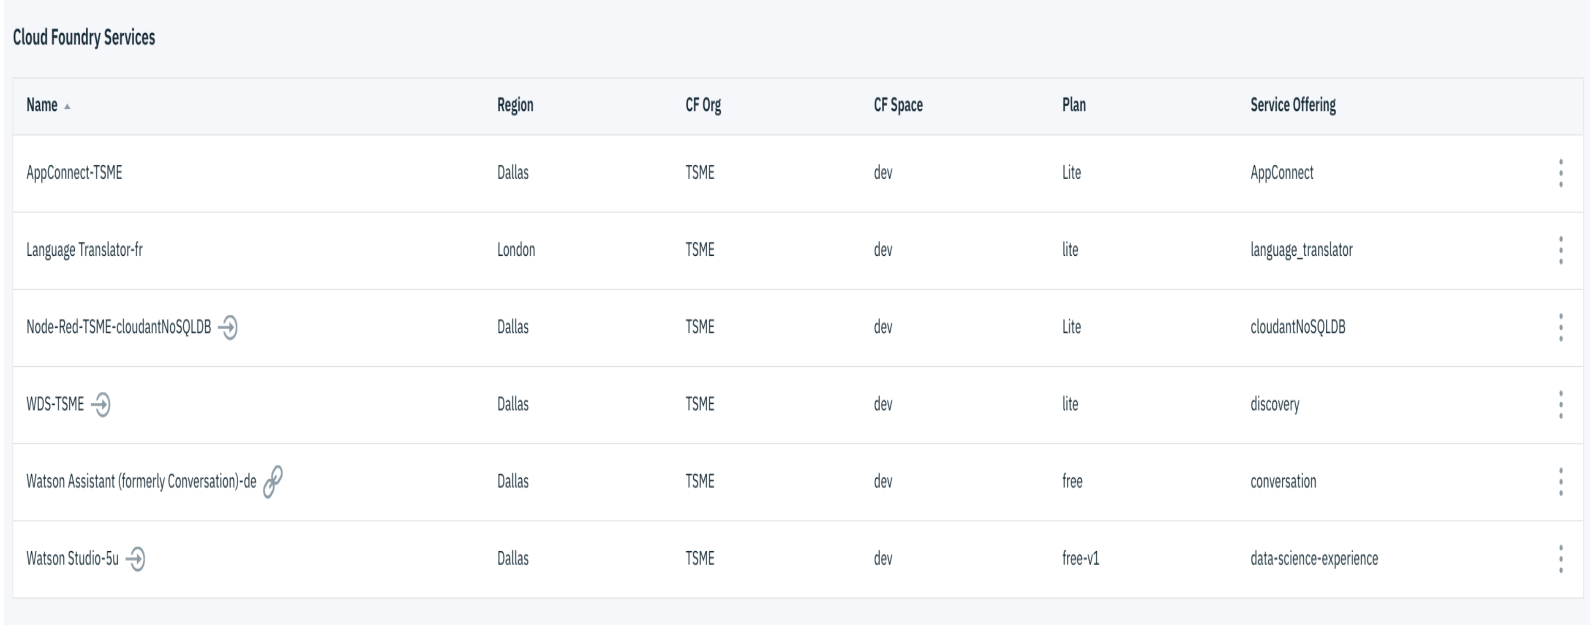 Cloud Foundry Services
Name Region CF Org CF Space Plan Service Offering
AppConnect-TSME Dallas TSME dev Lite AppConnect
Language Translator-fr London TSME dev lite language_translator
Node-Red-TSME-cloudantNoSQLDB Dallas TSME dev Lite cloudantNoSQLDB
WDS-TSME Dallas TSME dev lite discovery
Watson Assistant (formerly Conversation)-de Dallas TSME dev free conversation
Watson Studio-5u Dallas TSME dev free-v1 data-science-experience